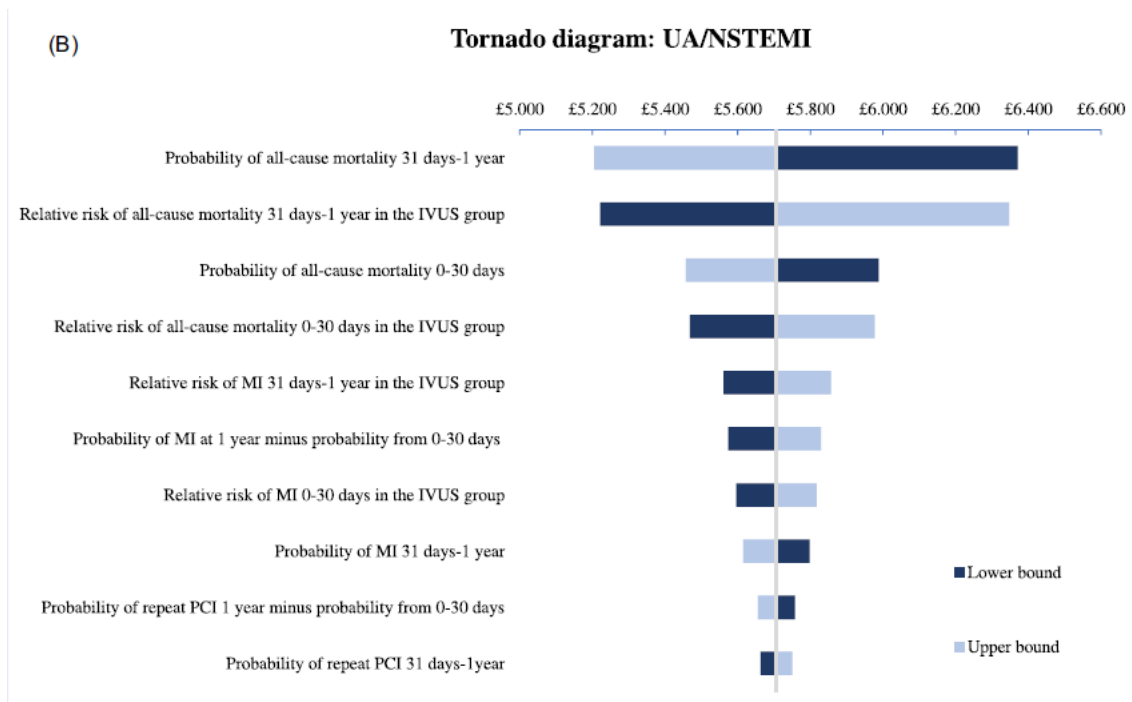 (B)
Tornado diagram: UA/NSTEMI
£5.000 £5.200 £5.400 £5.600 £5.800 £6.000 £6.200 £6.400 £6.600
Probability of all-cause mortality 31 days-1 year
Relative risk of all-cause mortality 31 days-1 year in the IVUS group
Probability of all-cause mortality 0-30 days
Relative risk of all-cause mortality 0-30 days in the IVUS group
Relative risk of MI 31 days-1 year in the IVUS group
Probability of MI at 1 year minus probability from 0-30 days
Relative risk of MI 0-30 days in the IVUS group
Probability of MI 31 days-1 year
Probability of repeat PCI 1 year minus probability from 0-30 days
Probability of repeat PCI 31 days-1year
Lower bound
Upper bound